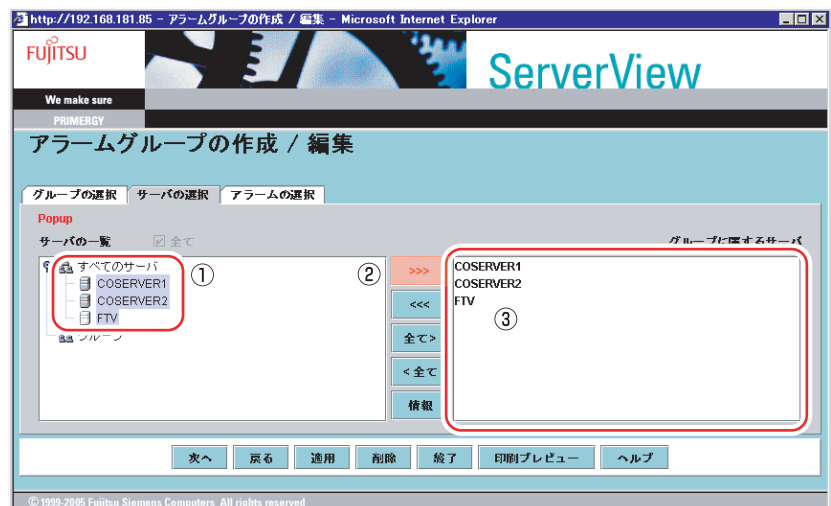 http://192.168.181.85 - アラームグループの作成 / 編集 - Microsoft Internet Explorer
FUJITSU
ServerView
We make sure
PRIMERGY
アラームグループの作成 / 編集
グループの選択 サーバの選択 アラームの選択
Popup
サーバの一覧 全て グループに属するサーバ
すべてのサーバ
COSERVER1
COSERVER2
FTV
グループ
①
②
>>>
<<<
全て>
<全て
情報
COSERVER1
COSERVER2
FTV
③
次へ 戻る 適用 削除 終了 印刷プレビュー ヘルプ
© 1999-2005 Fujitsu Siemens Computers All rights reserved